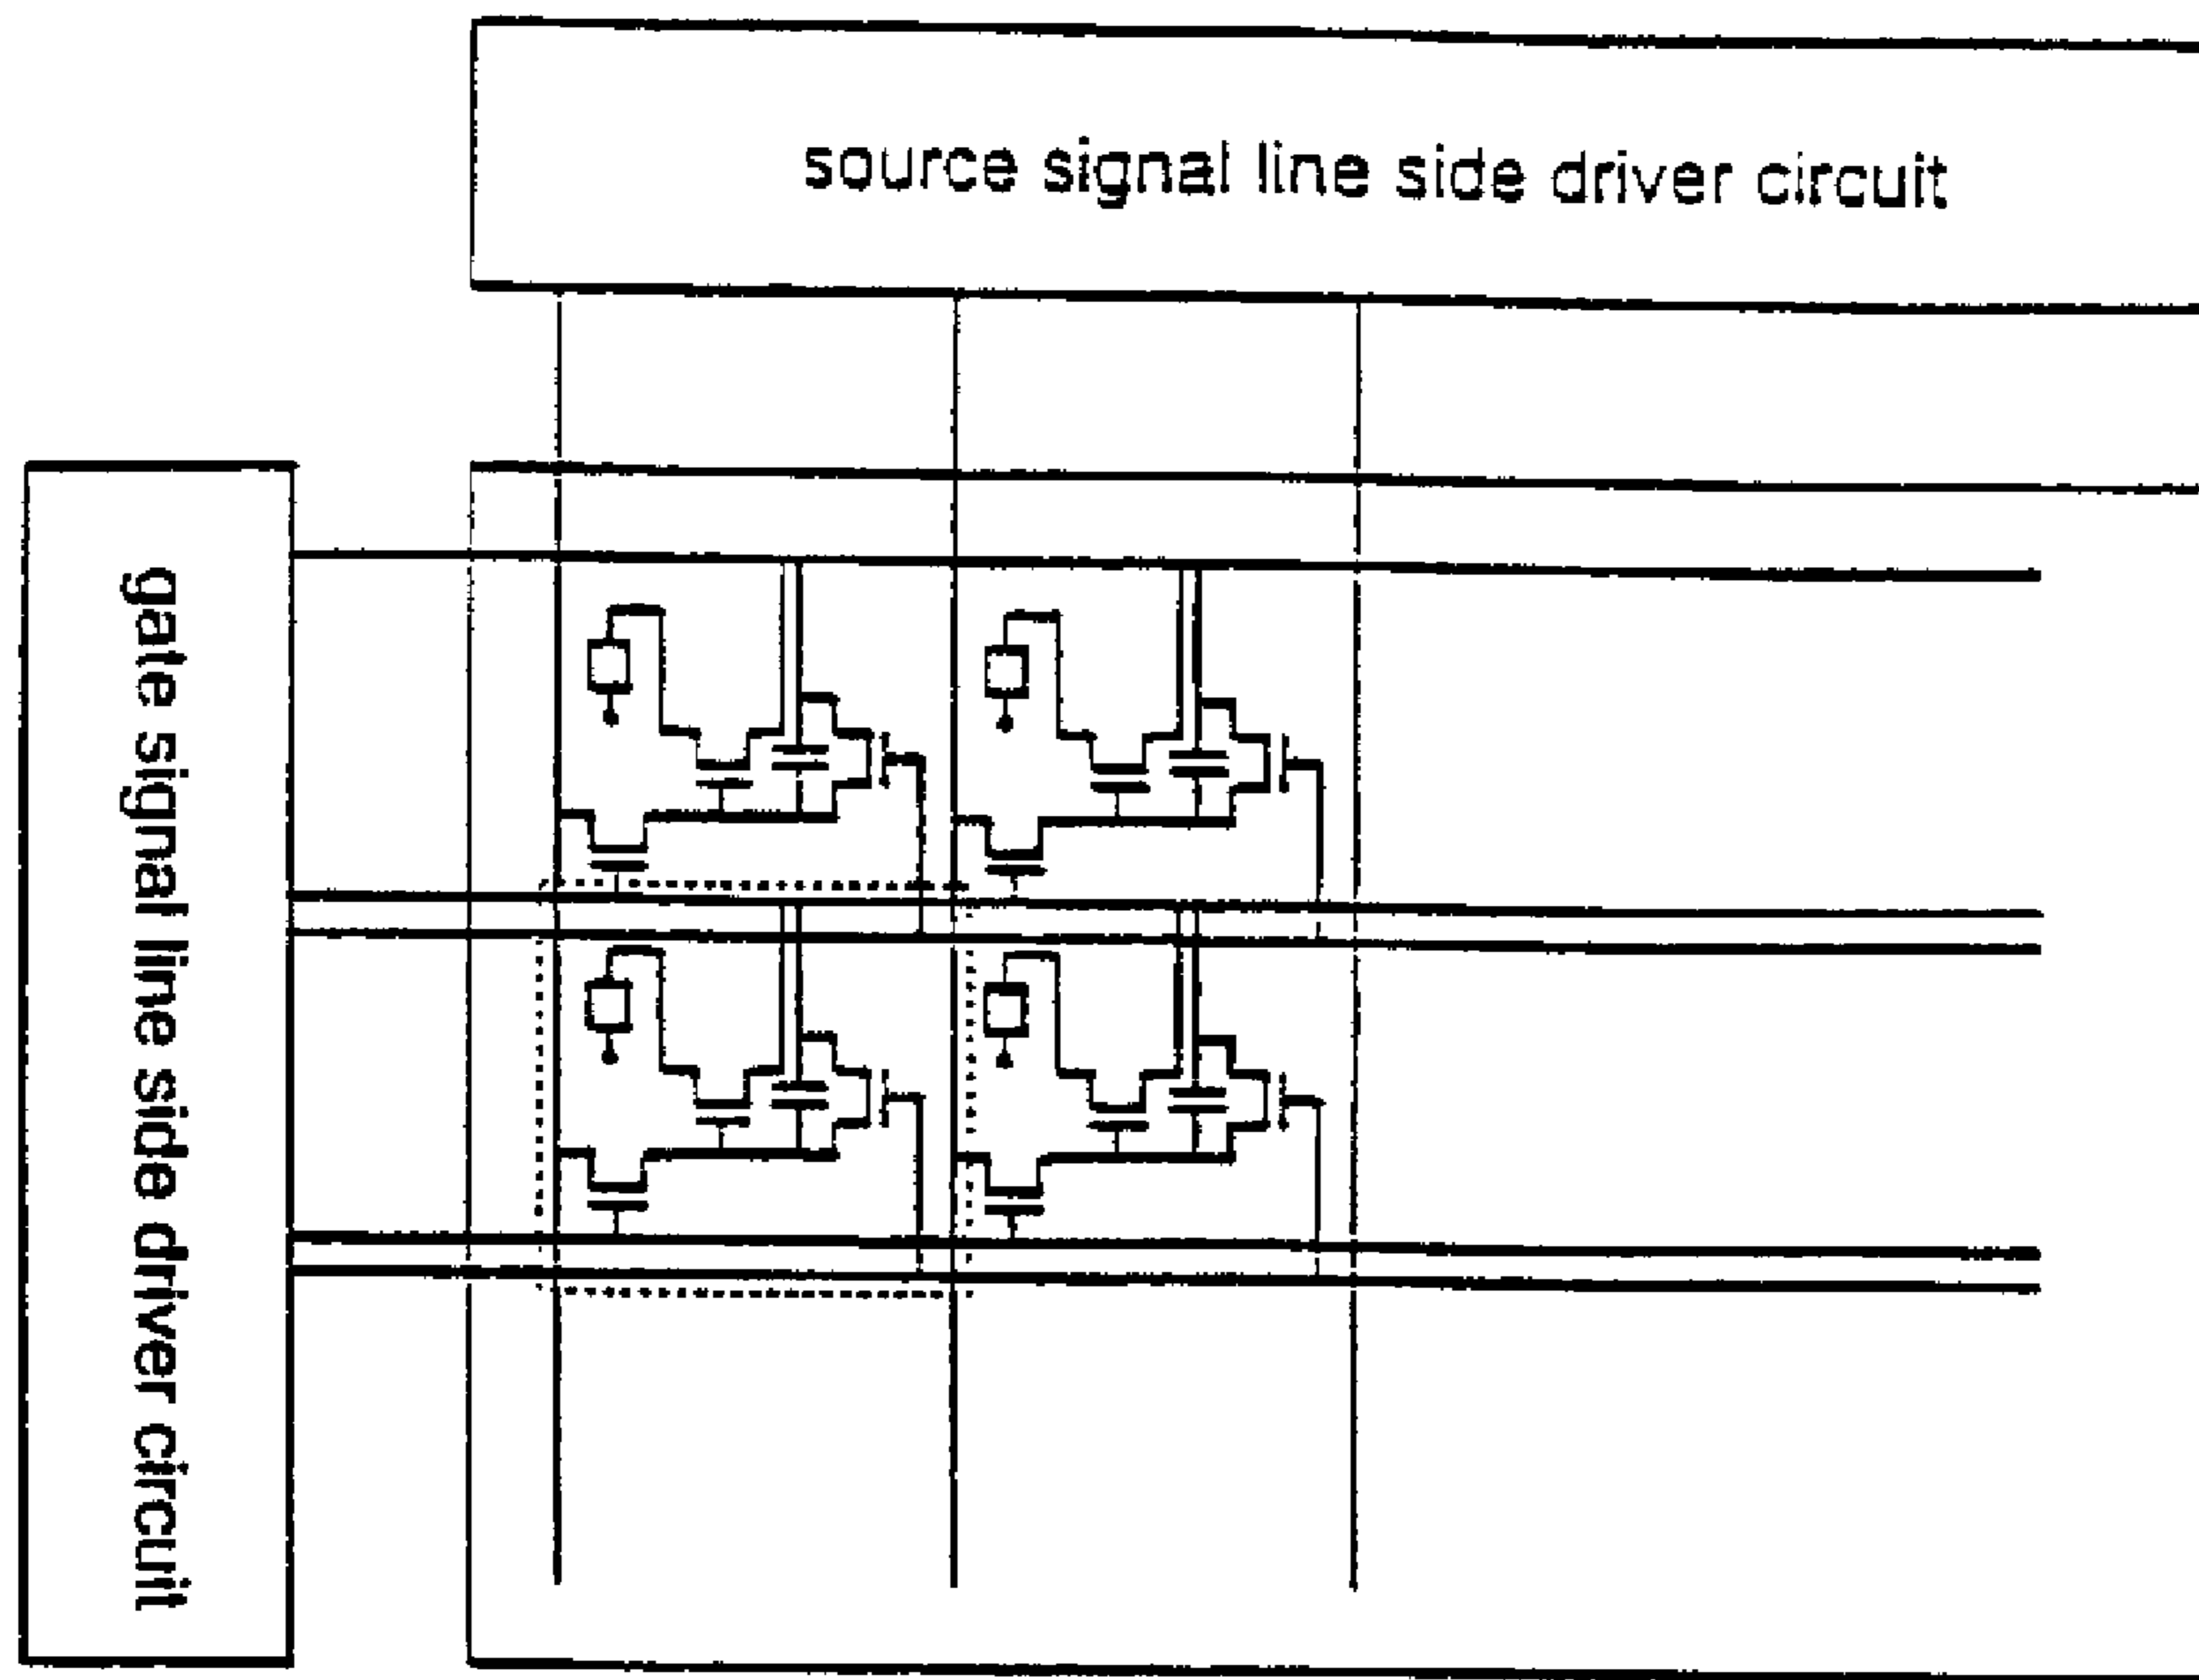 source signal line side driver circuit
gate signal line side driver circuit